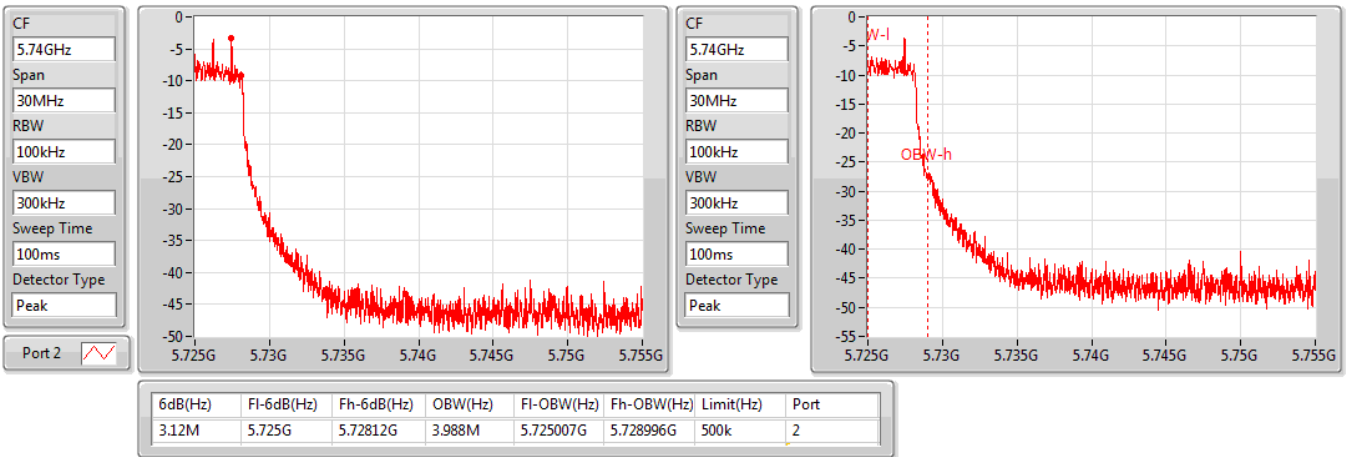 CF
5.74GHz
Span
30MHz
RBW
100kHz
VBW
300kHz
Sweep Time
100ms
Detector Type
Peak
Port 2
0
-5
-10
-15
-20
-25
-30
-35
-40
-45
-50
5.725G 5.73G 5.735G 5.74G 5.745G 5.75G 5.755G
CF
5.74GHz
Span
30MHz
RBW
100kHz
VBW
300kHz
Sweep Time
100ms
Detector Type
Peak
0
-5
-10
-15
-20
-25
-30
-35
-40
-45
-50
-55
W-l
OBW-h
5.725G 5.73G 5.735G 5.74G 5.745G 5.75G 5.755G
6dB(Hz) Fl-6dB(Hz) Fh-6dB(Hz) OBW(Hz) Fl-OBW(Hz) Fh-OBW(Hz) Limit(Hz) Port
3.12M 5.725G 5.72812G 3.988M 5.725007G 5.728996G 500k 2